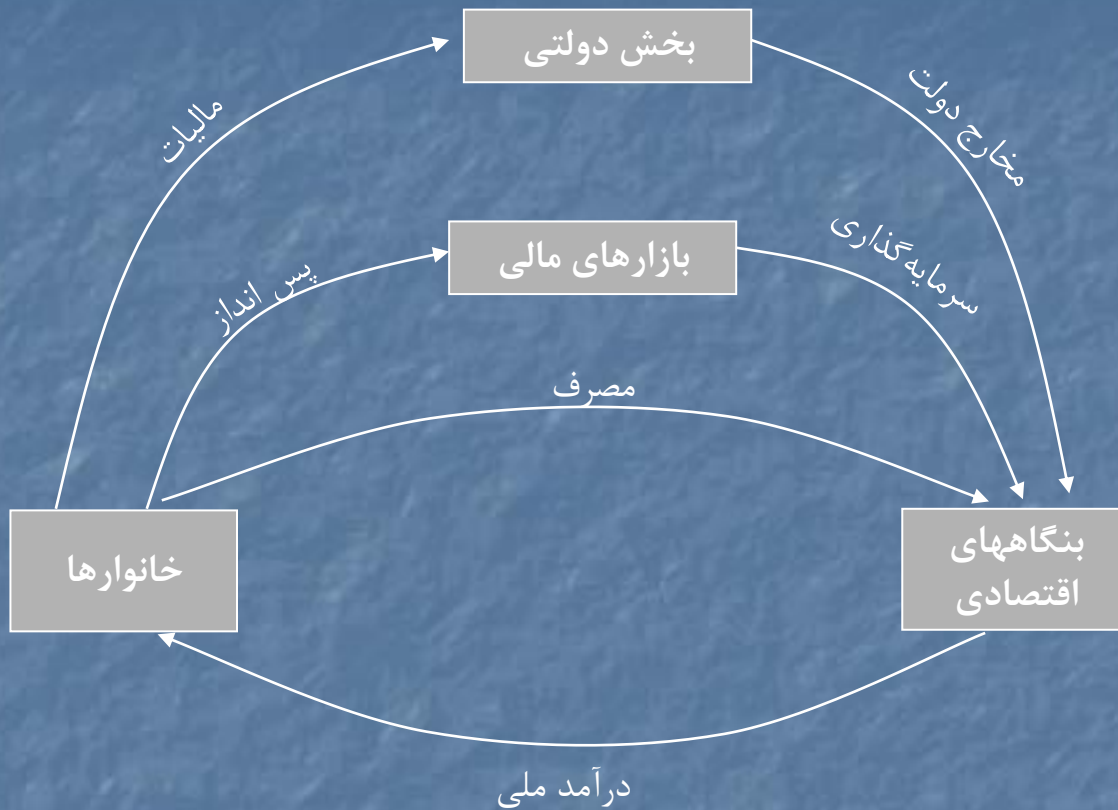 بخش دولتی
مالیات
مخارج دولت
بازارهای مالی
سرمایه‌گذاری
پس انداز
مصرف
بنگاههای
اقتصادی
خانوارها
درآمد ملی